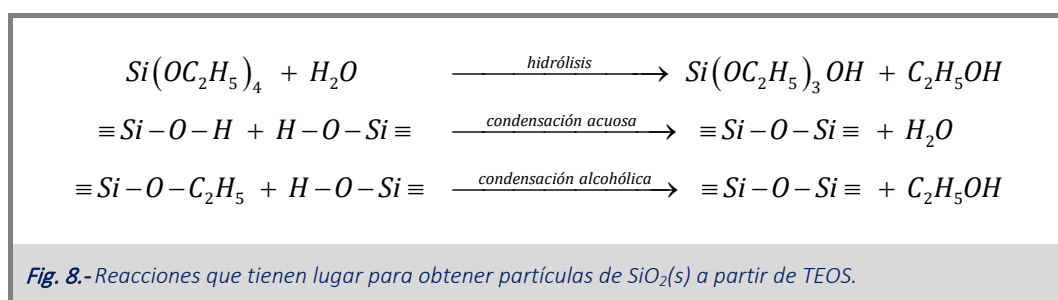 Si(OC₂H₅)₄ + H₂O —hidrólisis→ Si(OC₂H₅)₃OH + C₂H₅OH
≡Si−O−H + H−O−Si≡ —condensación acuosa→ ≡Si−O−Si≡ + H₂O
≡Si−O−C₂H₅ + H−O−Si≡ —condensación alcohólica→ ≡Si−O−Si≡ + C₂H₅OH
Fig. 8.- Reacciones que tienen lugar para obtener partículas de SiO₂(s) a partir de TEOS.